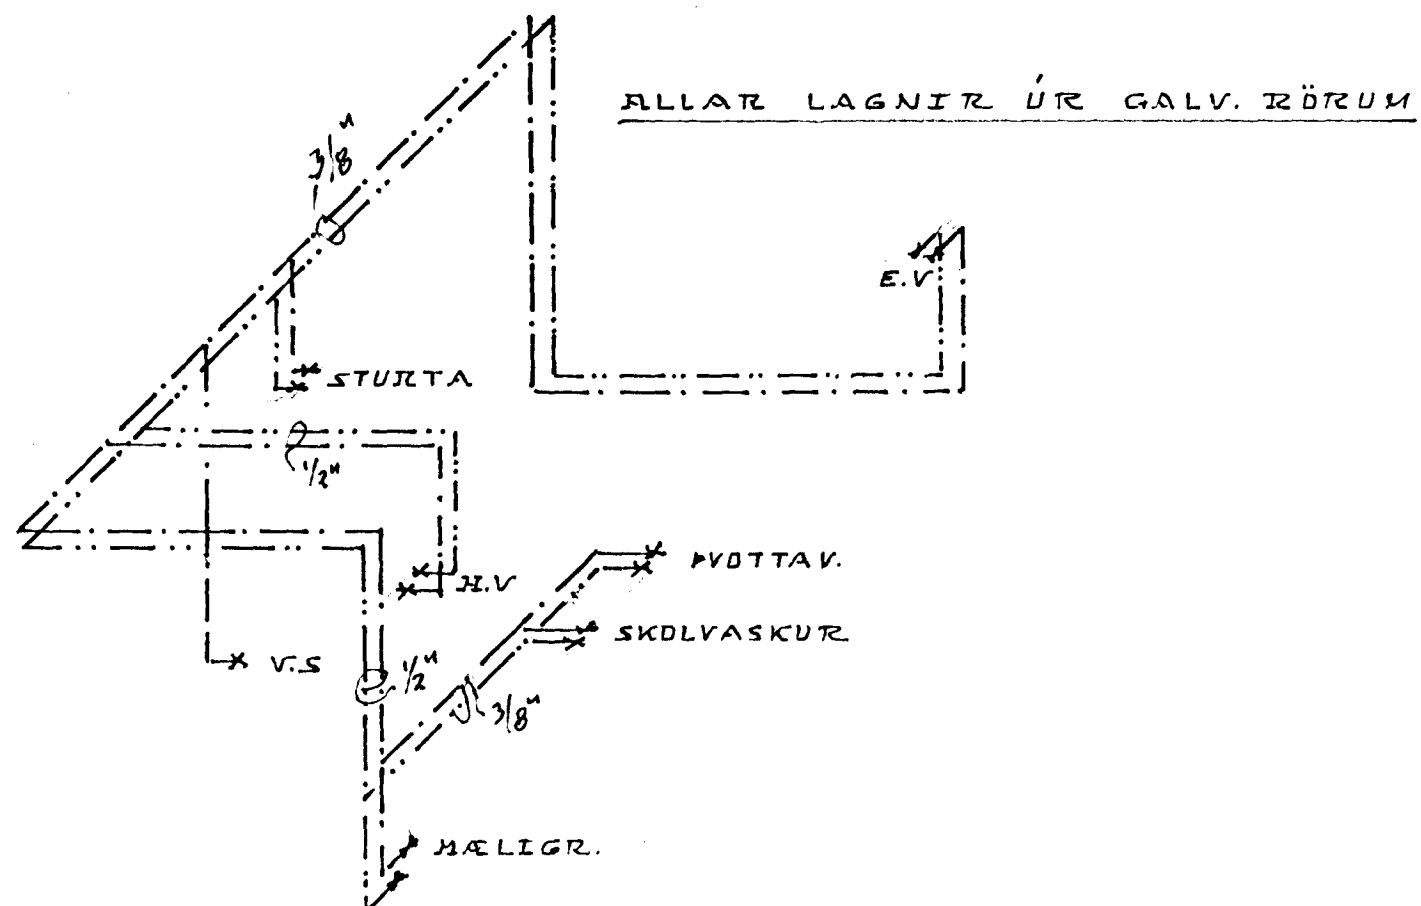 ALLAR LAGNIR ÚR GALV. RÖRUM
3/8"
E.V
STURTA
1/2"
ÞVOTTAV.
H.V
SKOLVASKUR
V.S
1/2"
3/8"
MÆLIGR.